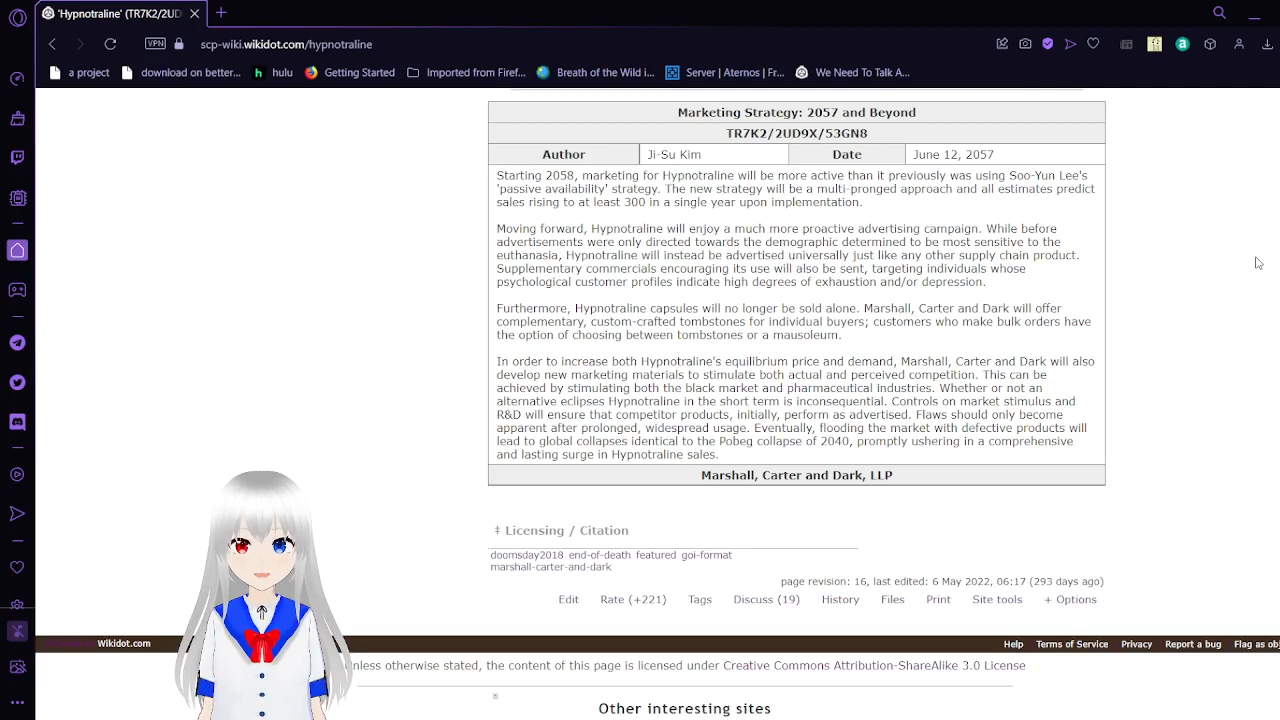 'Hypnotraline' (TR7K2/2UD
VPN
scp-wiki.wikidot.com/hypnotraline
a project
download on better...
hulu
Getting Started
Imported from Firef...
Breath of the Wild i...
Server | Aternos | Fr...
We Need To Talk A...
Marketing Strategy: 2057 and Beyond
TR7K2/2UD9X/53GN8
Author Ji-Su Kim Date June 12, 2057
Starting 2058, marketing for Hypnotraline will be more active than it previously was using Soo-Yun Lee's
'passive availability' strategy. The new strategy will be a multi-pronged approach and all estimates predict
sales rising to at least 300 in a single year upon implementation.
Moving forward, Hypnotraline will enjoy a much more proactive advertising campaign. While before
advertisements were only directed towards the demographic determined to be most sensitive to the
euthanasia, Hypnotraline will instead be advertised universally just like any other supply chain product.
Supplementary commercials encouraging its use will also be sent, targeting individuals whose
psychological customer profiles indicate high degrees of exhaustion and/or depression.
Furthermore, Hypnotraline capsules will no longer be sold alone. Marshall, Carter and Dark will offer
complementary, custom-crafted tombstones for individual buyers; customers who make bulk orders have
the option of choosing between tombstones or a mausoleum.
In order to increase both Hypnotraline's equilibrium price and demand, Marshall, Carter and Dark will also
develop new marketing materials to stimulate both actual and perceived competition. This can be
achieved by stimulating both the black market and pharmaceutical industries. Whether or not an
alternative eclipses Hypnotraline in the short term is inconsequential. Controls on market stimulus and
R&D will ensure that competitor products, initially, perform as advertised. Flaws should only become
apparent after prolonged, widespread usage. Eventually, flooding the market with defective products will
lead to global collapses identical to the Pobeg collapse of 2040, promptly ushering in a comprehensive
and lasting surge in Hypnotraline sales.
Marshall, Carter and Dark, LLP
‡ Licensing / Citation
doomsday2018 end-of-death featured goi-format
marshall-carter-and-dark
page revision: 16, last edited: 6 May 2022, 06:17 (293 days ago)
Edit Rate (+221) Tags Discuss (19) History Files Print Site tools + Options
Wikidot.com
Help Terms of Service Privacy Report a bug Flag as obj
nless otherwise stated, the content of this page is licensed under Creative Commons Attribution-ShareAlike 3.0 License
Other interesting sites